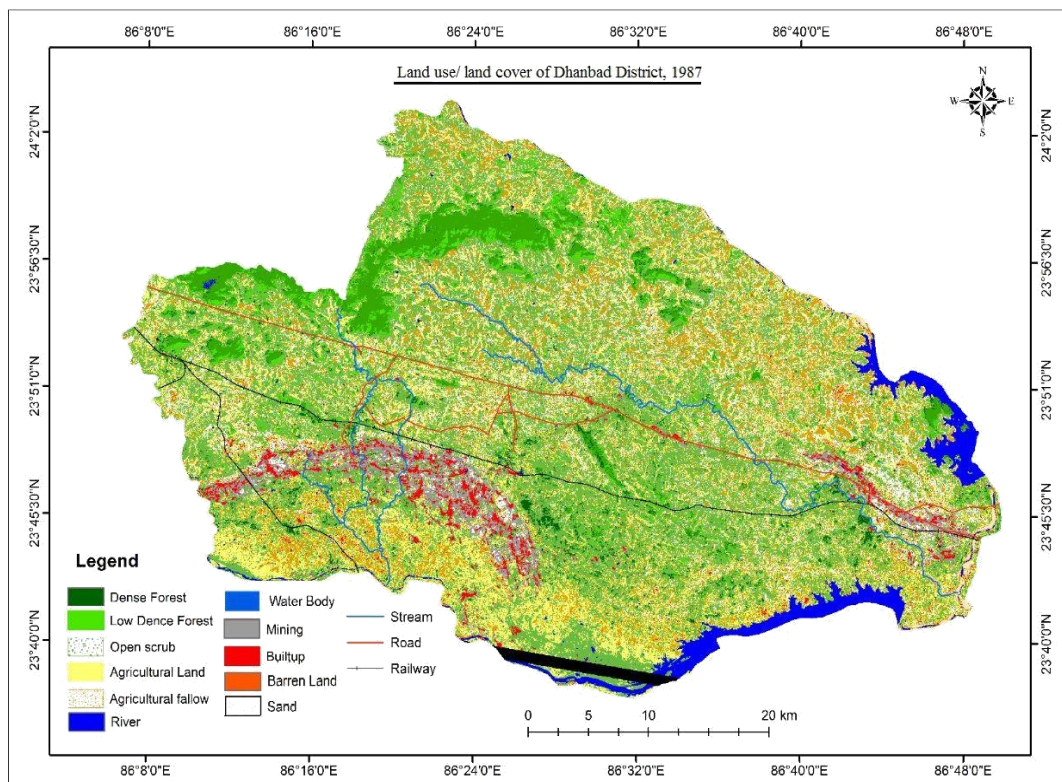 86°8'0"E 86°16'0"E 86°24'0"E 86°32'0"E 86°40'0"E 86°48'0"E
Land use/ land cover of Dhanbad District, 1987
N
W E
S
24°2'0"N 24°2'0"N
23°56'30"N 23°56'30"N
23°51'0"N 23°51'0"N
23°45'30"N 23°45'30"N
23°40'0"N 23°40'0"N
Legend
Dense Forest
Low Dence Forest
Open scrub
Agricultural Land
Agricultural fallow
River
Water Body
Mining
Builtup
Barren Land
Sand
Stream
Road
Railway
0 5 10 20 km
86°8'0"E 86°16'0"E 86°24'0"E 86°32'0"E 86°40'0"E 86°48'0"E